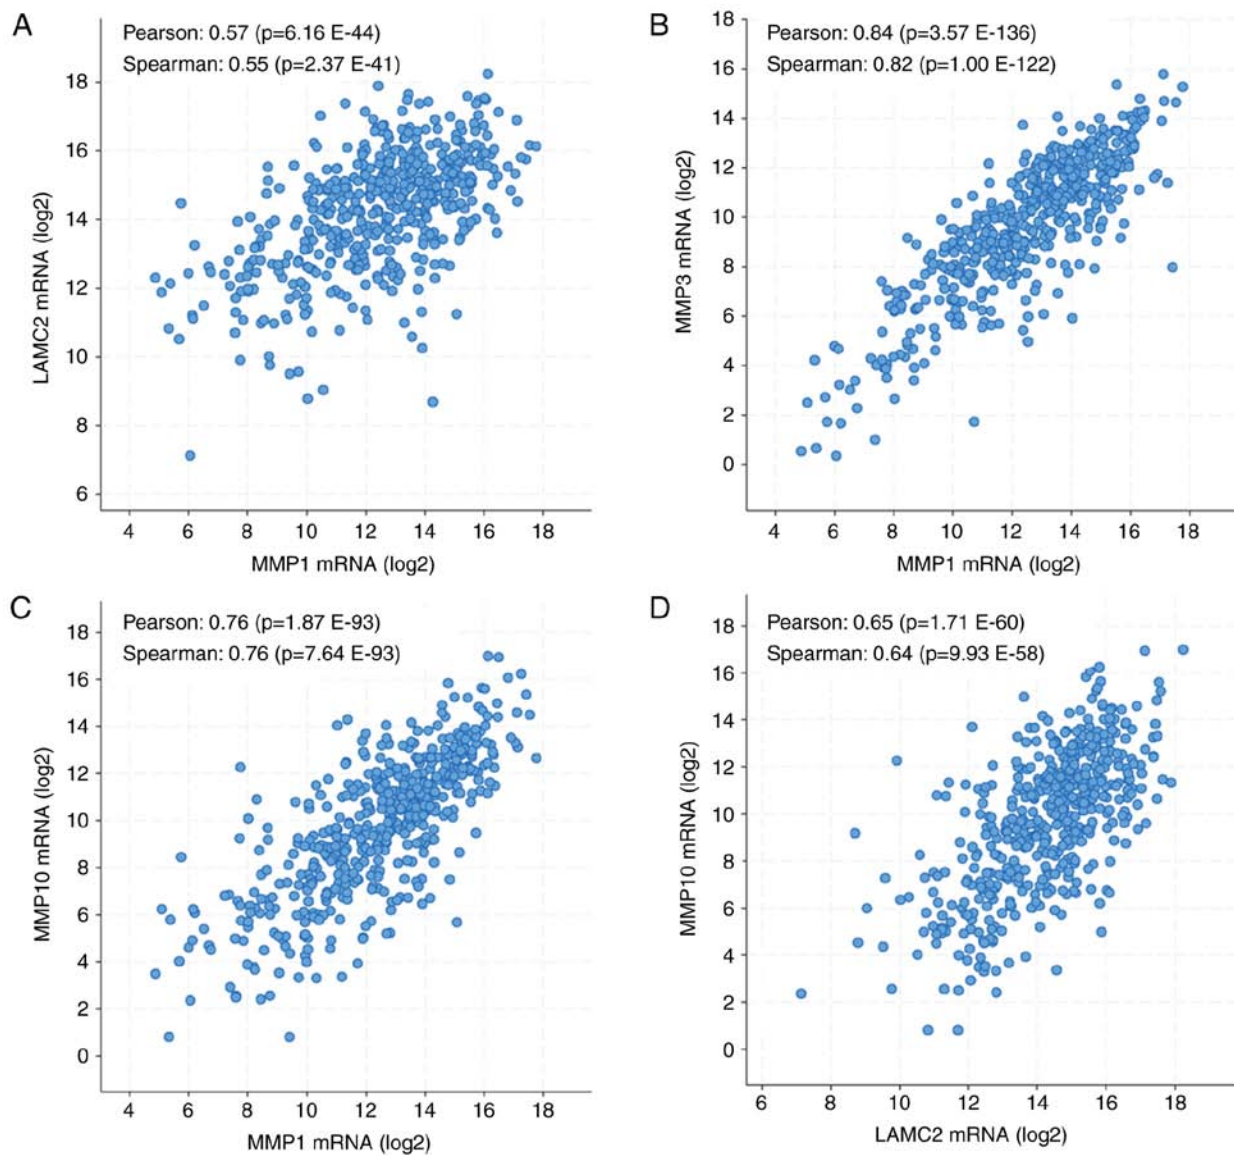 A
Pearson: 0.57 (p=6.16 E-44)
Spearman: 0.55 (p=2.37 E-41)
LAMC2 mRNA (log2)
18
16
14
12
10
8
6
4 6 8 10 12 14 16 18
MMP1 mRNA (log2)
B
Pearson: 0.84 (p=3.57 E-136)
Spearman: 0.82 (p=1.00 E-122)
MMP3 mRNA (log2)
18
16
14
12
10
8
6
4
2
0
4 6 8 10 12 14 16 18
MMP1 mRNA (log2)
C
Pearson: 0.76 (p=1.87 E-93)
Spearman: 0.76 (p=7.64 E-93)
MMP10 mRNA (log2)
18
16
14
12
10
8
6
4
2
0
4 6 8 10 12 14 16 18
MMP1 mRNA (log2)
D
Pearson: 0.65 (p=1.71 E-60)
Spearman: 0.64 (p=9.93 E-58)
MMP10 mRNA (log2)
18
16
14
12
10
8
6
4
2
0
6 8 10 12 14 16 18
LAMC2 mRNA (log2)